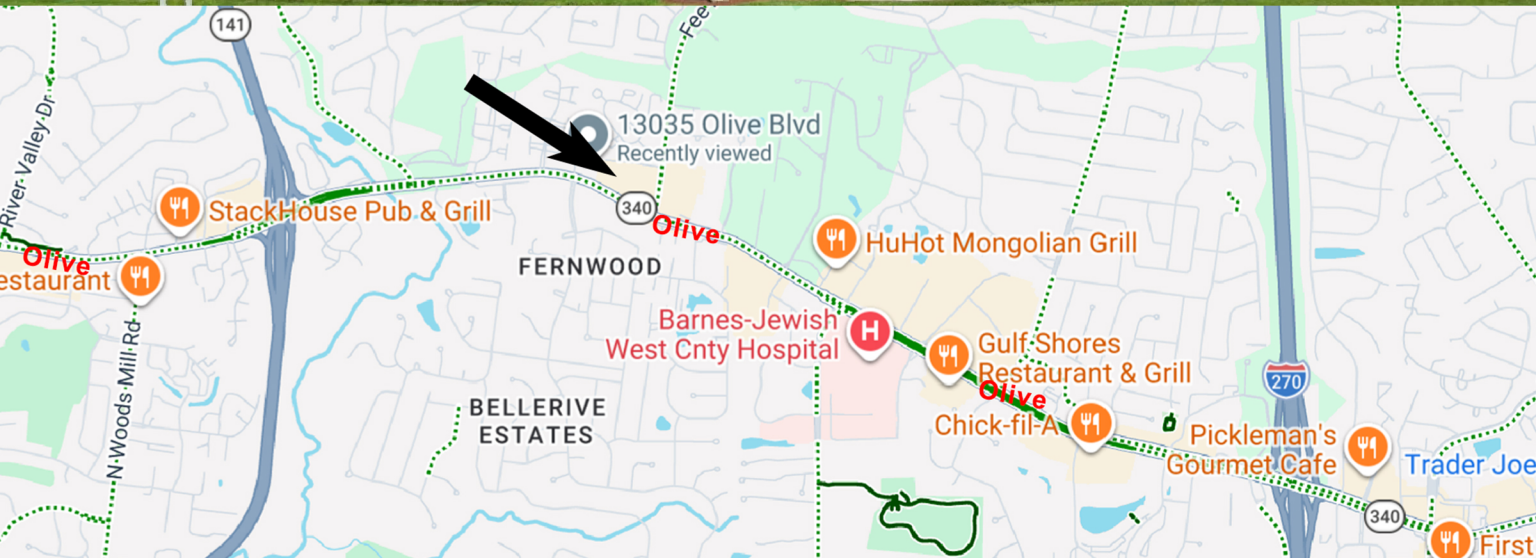 141
Fee
River Valley Dr
13035 Olive Blvd
Recently viewed
StackHouse Pub & Grill
340
Olive
Olive
estaurant
FERNWOOD
HuHot Mongolian Grill
Barnes-Jewish
West Cnty Hospital
H
Gulf Shores
Restaurant & Grill
270
Olive
N Woods Mill Rd
BELLERIVE
ESTATES
Chick-fil-A
Pickleman's
Gourmet Cafe
Trader Joe
340
First